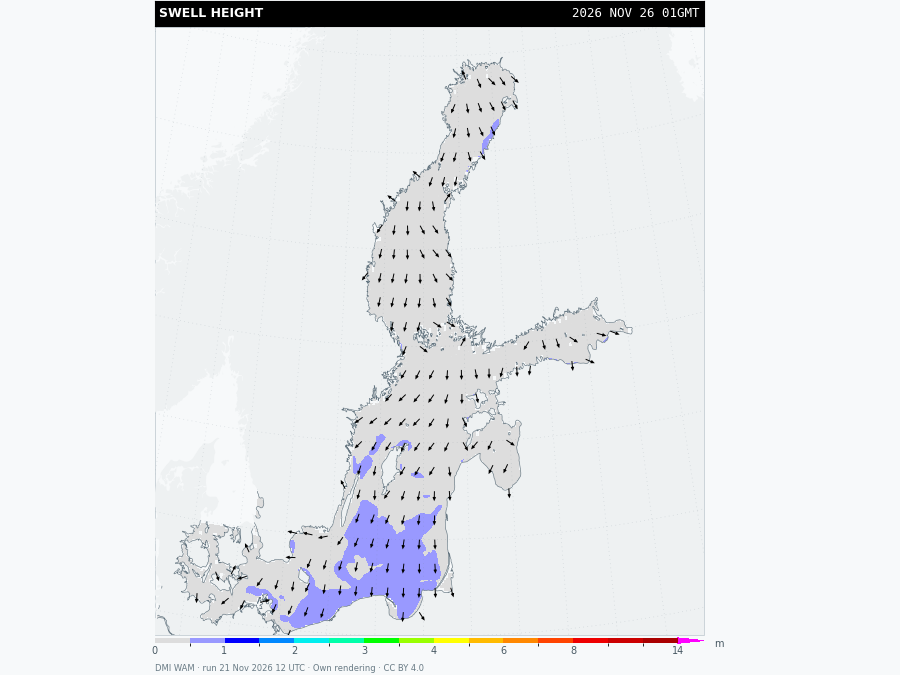 SWELL HEIGHT 2026 NOV 26 01GMT
0 1 2 3 4 6 8 14 m
DMI WAM · run 21 Nov 2026 12 UTC · Own rendering · CC BY 4.0